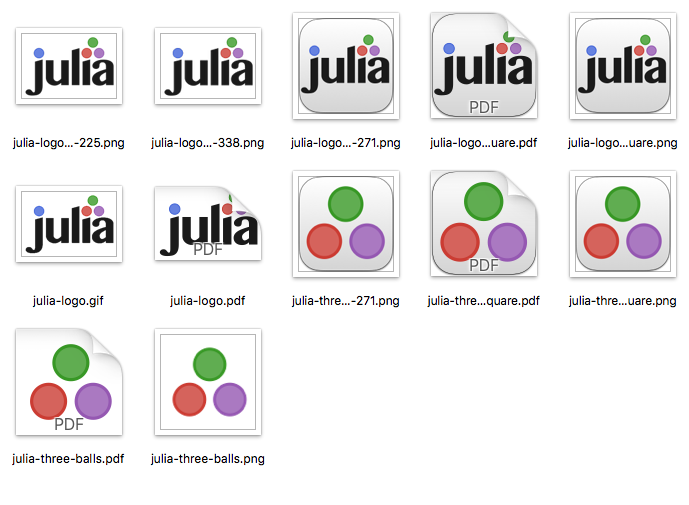 julia
julia
julia
julia
PDF
julia
julia-logo...-225.png
julia-logo...-338.png
julia-logo...-271.png
julia-logo...uare.pdf
julia-logo...uare.png
julia
julia
PDF
PDF
julia-logo.gif
julia-logo.pdf
julia-thre...-271.png
julia-thre...quare.pdf
julia-thre...uare.png
PDF
julia-three-balls.pdf
julia-three-balls.png